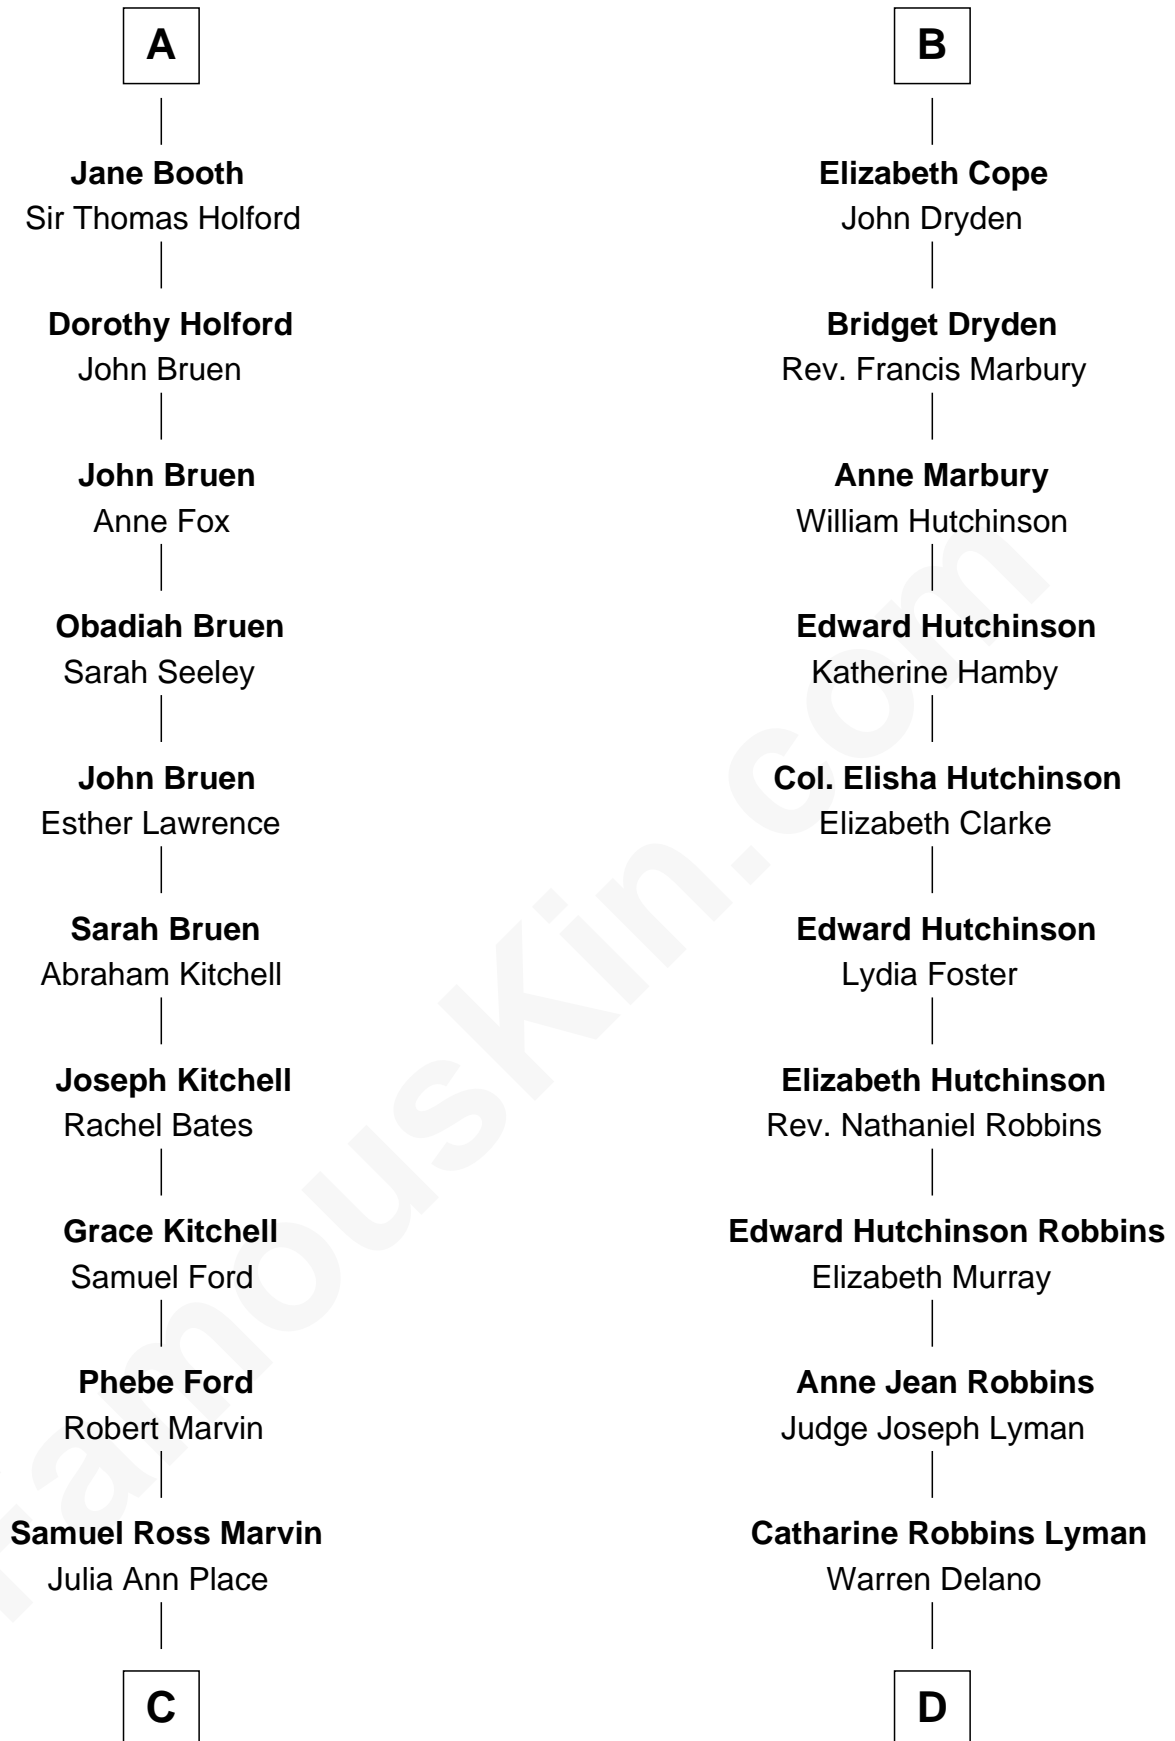 A
Jane Booth
Sir Thomas Holford
Dorothy Holford
John Bruen
John Bruen
Anne Fox
Obadiah Bruen
Sarah Seeley
John Bruen
Esther Lawrence
Sarah Bruen
Abraham Kitchell
Joseph Kitchell
Rachel Bates
Grace Kitchell
Samuel Ford
Phebe Ford
Robert Marvin
Samuel Ross Marvin
Julia Ann Place
C
B
Elizabeth Cope
John Dryden
Bridget Dryden
Rev. Francis Marbury
Anne Marbury
William Hutchinson
Edward Hutchinson
Katherine Hamby
Col. Elisha Hutchinson
Elizabeth Clarke
Edward Hutchinson
Lydia Foster
Elizabeth Hutchinson
Rev. Nathaniel Robbins
Edward Hutchinson Robbins
Elizabeth Murray
Anne Jean Robbins
Judge Joseph Lyman
Catharine Robbins Lyman
Warren Delano
D
FamousKin.com